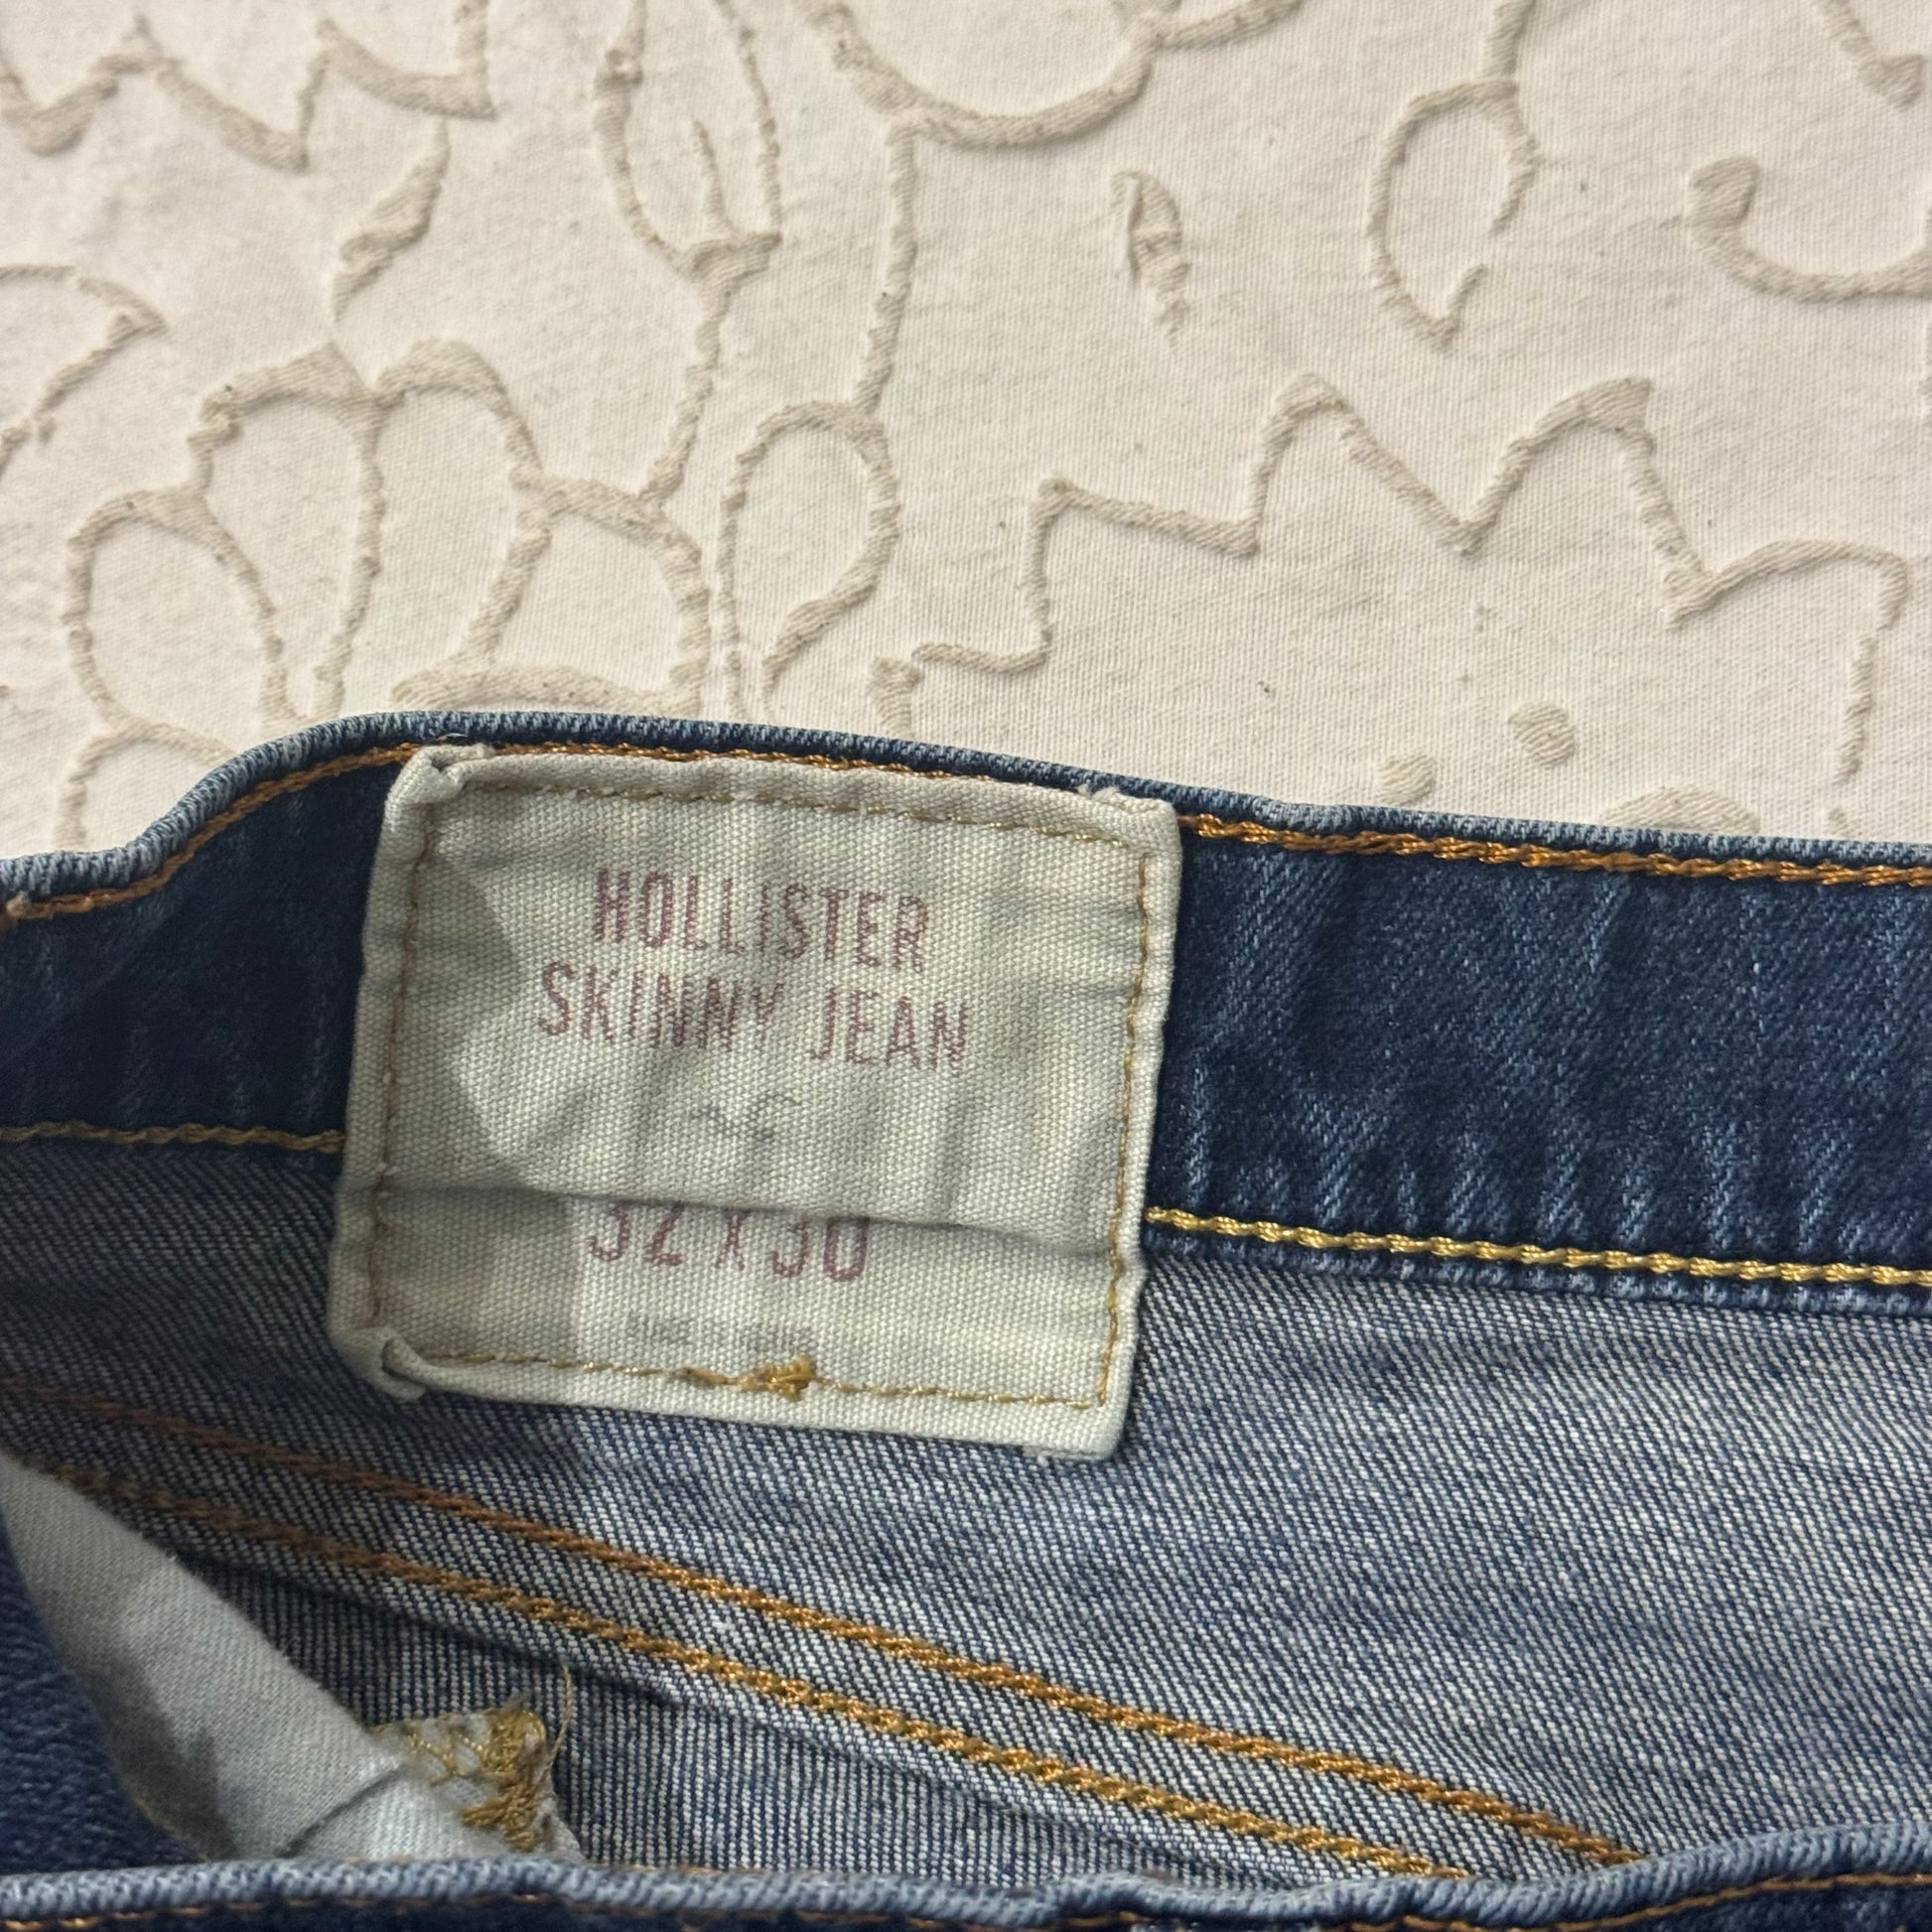 HOLLISTER
SKINNY JEAN
32 X 30